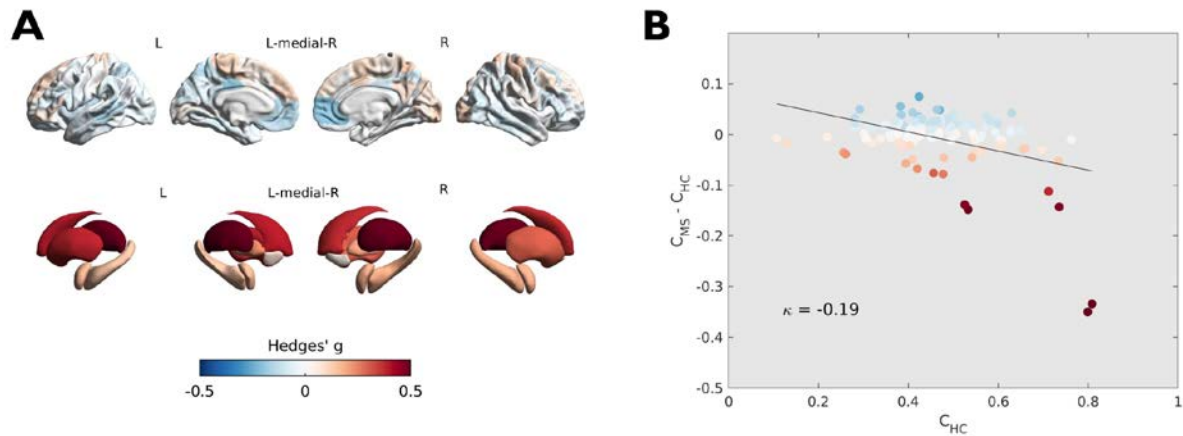 A
L L-medial-R R
L L-medial-R R
Hedges' g
-0.5 0 0.5
B
0.1
0
-0.1
-0.2
-0.3
-0.4
-0.5
C_MS - C_HC
κ = -0.19
0 0.2 0.4 0.6 0.8 1
C_HC